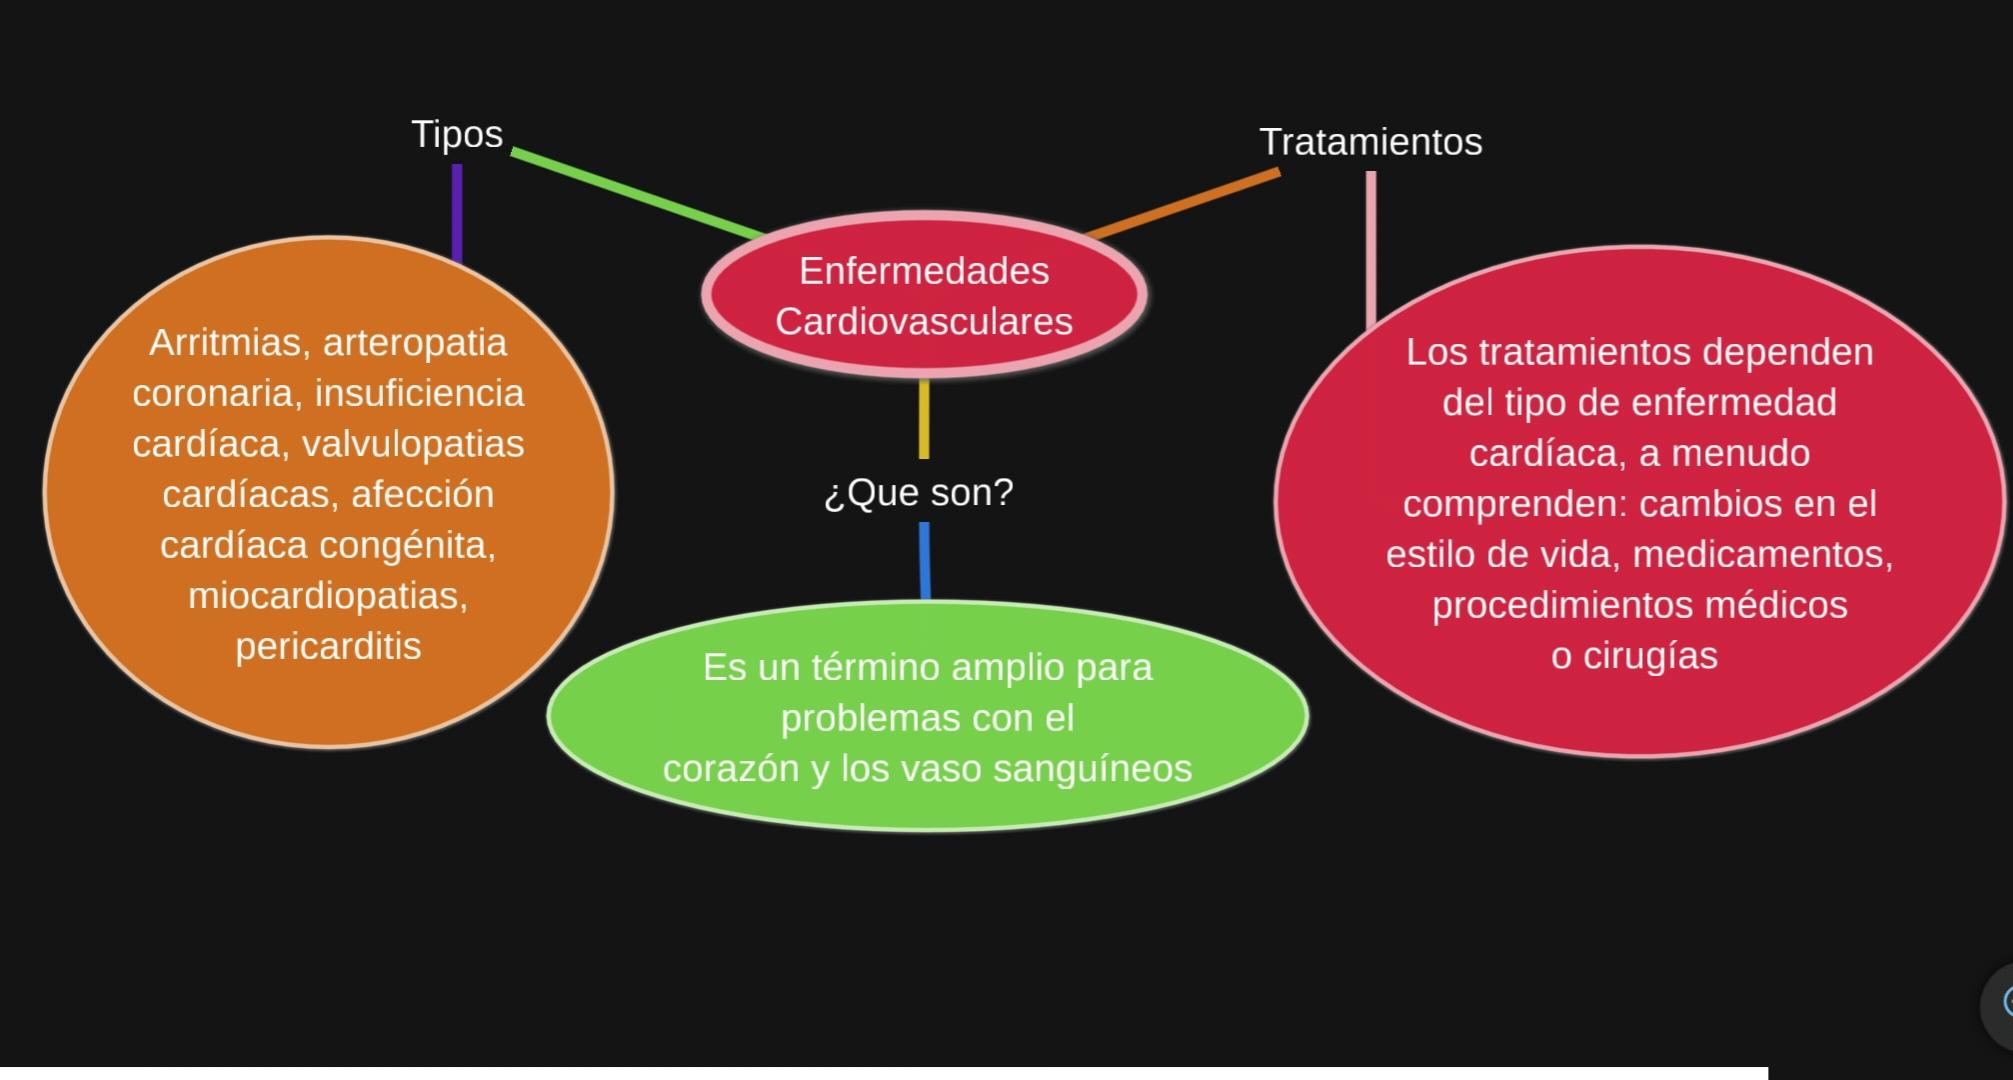 Tipos
Tratamientos
Enfermedades
Cardiovasculares
Arritmias, arteropatia
coronaria, insuficiencia
cardíaca, valvulopatias
cardíacas, afección
cardíaca congénita,
miocardiopatias,
pericarditis
¿Que son?
Es un término amplio para
problemas con el
corazón y los vaso sanguíneos
Los tratamientos dependen
del tipo de enfermedad
cardíaca, a menudo
comprenden: cambios en el
estilo de vida, medicamentos,
procedimientos médicos
o cirugías